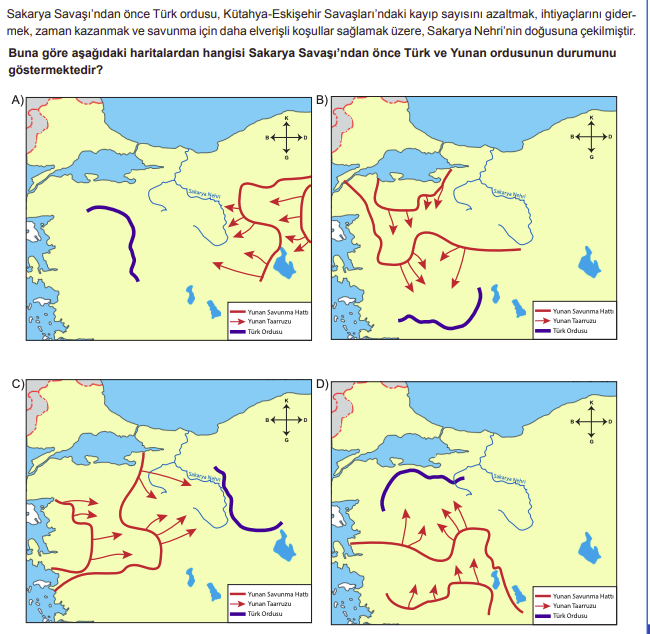 Sakarya Savaşı'ndan önce Türk ordusu, Kütahya-Eskişehir Savaşları'ndaki kayıp sayısını azaltmak, ihtiyaçlarını gider-
mek, zaman kazanmak ve savunma için daha elverişli koşullar sağlamak üzere, Sakarya Nehri'nin doğusuna çekilmiştir.
Buna göre aşağıdaki haritalardan hangisi Sakarya Savaşı'ndan önce Türk ve Yunan ordusunun durumunu
göstermektedir?
A)
K
B
D
G
Sakarya Nehri
Yunan Savunma Hattı
Yunan Taarruzu
Türk Ordusu
B)
K
B
D
G
Sakarya Nehri
Yunan Savunma Hattı
Yunan Taarruzu
Türk Ordusu
C)
K
B
D
G
Sakarya Nehri
Yunan Savunma Hattı
Yunan Taarruzu
Türk Ordusu
D)
K
B
D
G
Sakarya Nehri
Yunan Savunma Hattı
Yunan Taarruzu
Türk Ordusu